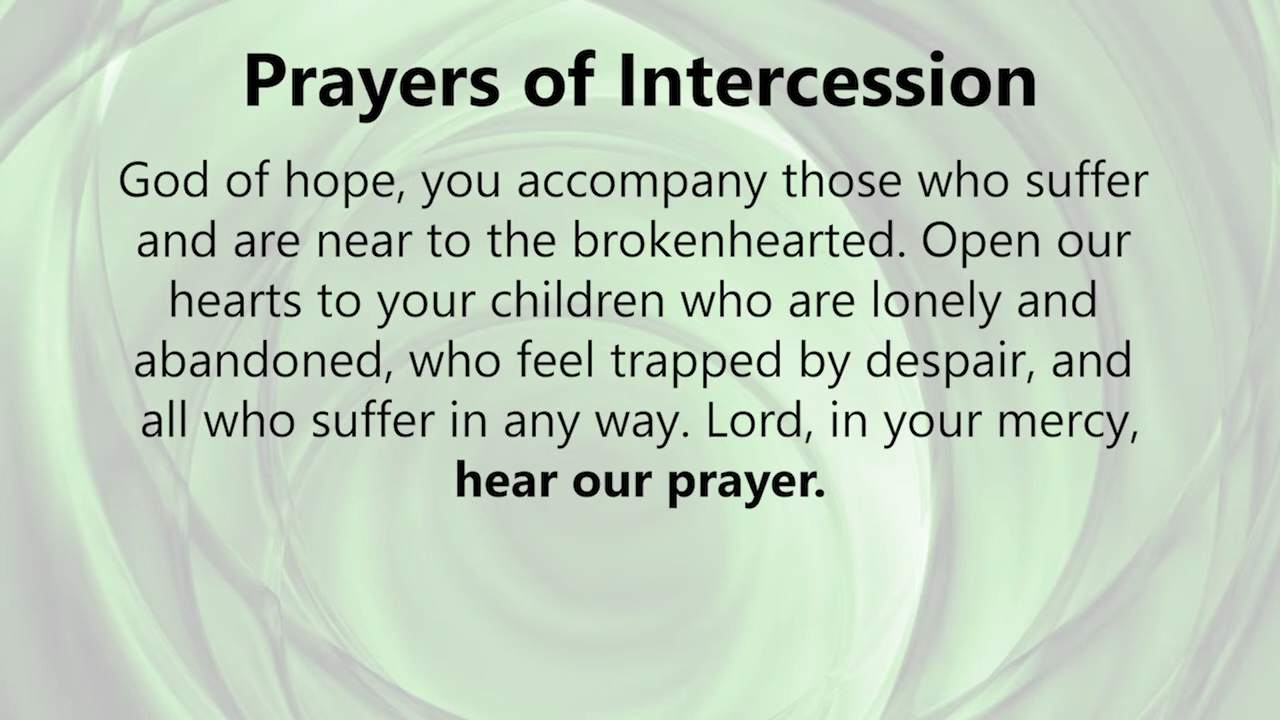 Prayers of Intercession
God of hope, you accompany those who suffer
and are near to the brokenhearted. Open our
hearts to your children who are lonely and
abandoned, who feel trapped by despair, and
all who suffer in any way. Lord, in your mercy,
hear our prayer.